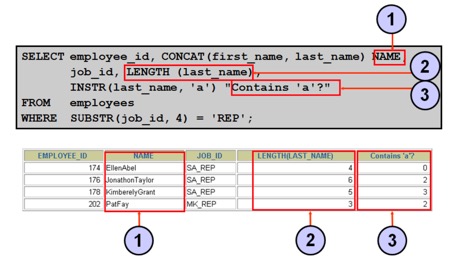 1
SELECT employee_id, CONCAT(first_name, last_name) NAME,
job_id, LENGTH (last_name),
2
INSTR(last_name, 'a') "Contains 'a'?"
3
FROM employees
WHERE SUBSTR(job_id, 4) = 'REP';
EMPLOYEE_ID NAME JOB_ID LENGTH(LAST_NAME) Contains 'a'?
174 EllenAbel SA_REP 4 0
176 JonathonTaylor SA_REP 6 2
178 KimberelyGrant SA_REP 5 3
202 PatFay MK_REP 3 2
1 2 3